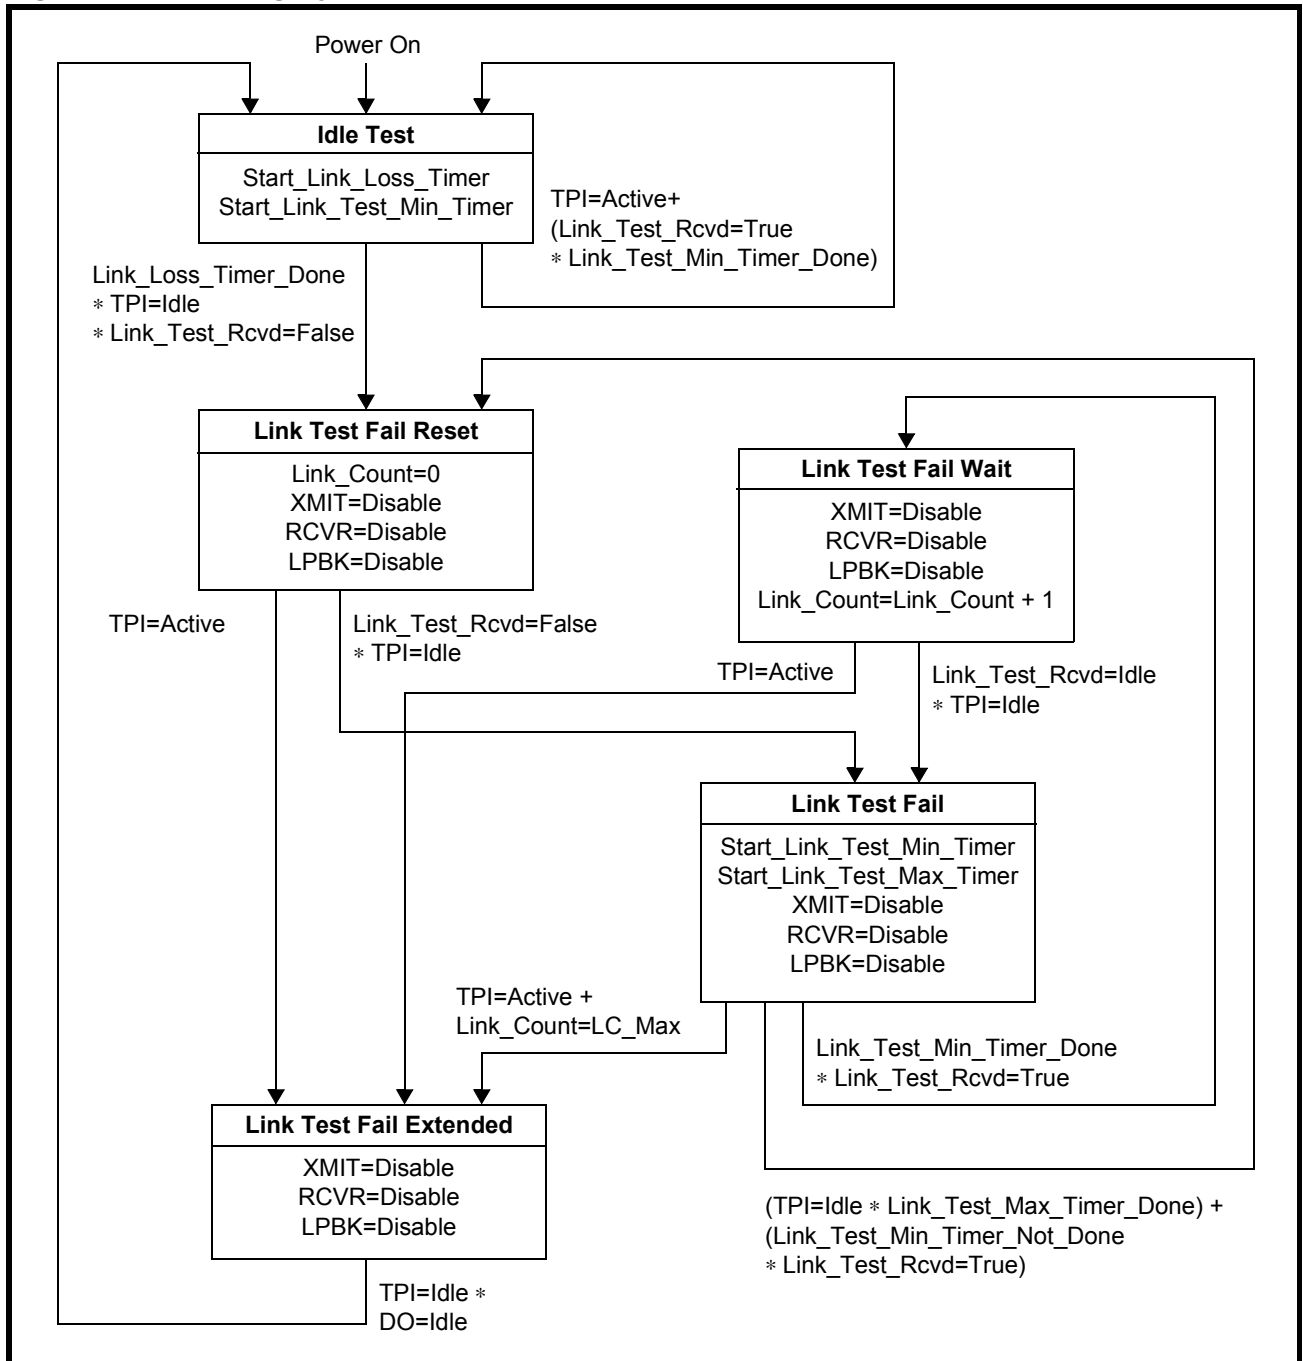 Power On
Idle Test
Start_Link_Loss_Timer
Start_Link_Test_Min_Timer
TPI=Active+
(Link_Test_Rcvd=True
∗ Link_Test_Min_Timer_Done)
Link_Loss_Timer_Done
∗ TPI=Idle
∗ Link_Test_Rcvd=False
Link Test Fail Reset
Link_Count=0
XMIT=Disable
RCVR=Disable
LPBK=Disable
Link Test Fail Wait
XMIT=Disable
RCVR=Disable
LPBK=Disable
Link_Count=Link_Count + 1
TPI=Active
Link_Test_Rcvd=False
∗ TPI=Idle
TPI=Active
Link_Test_Rcvd=Idle
∗ TPI=Idle
Link Test Fail
Start_Link_Test_Min_Timer
Start_Link_Test_Max_Timer
XMIT=Disable
RCVR=Disable
LPBK=Disable
TPI=Active +
Link_Count=LC_Max
Link_Test_Min_Timer_Done
∗ Link_Test_Rcvd=True
Link Test Fail Extended
XMIT=Disable
RCVR=Disable
LPBK=Disable
(TPI=Idle ∗ Link_Test_Max_Timer_Done) +
(Link_Test_Min_Timer_Not_Done
∗ Link_Test_Rcvd=True)
TPI=Idle ∗
DO=Idle